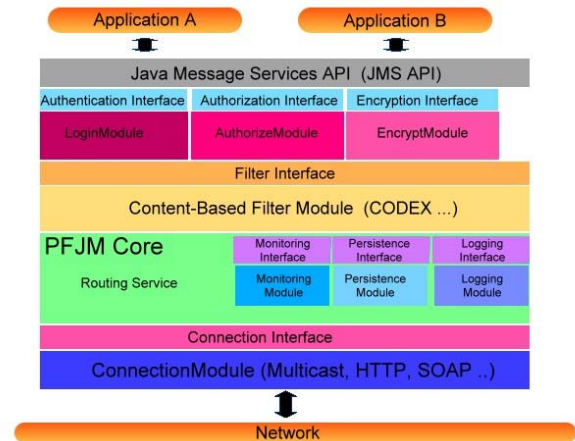 Application A
Application B
Java Message Services API (JMS API)
Authentication Interface
Authorization Interface
Encryption Interface
LoginModule
AuthorizeModule
EncryptModule
Filter Interface
Content-Based Filter Module (CODEX ...)
PFJM Core
Routing Service
Monitoring
Interface
Persistence
Interface
Logging
Interface
Monitoring
Module
Persistence
Module
Logging
Module
Connection Interface
ConnectionModule (Multicast, HTTP, SOAP ..)
Network